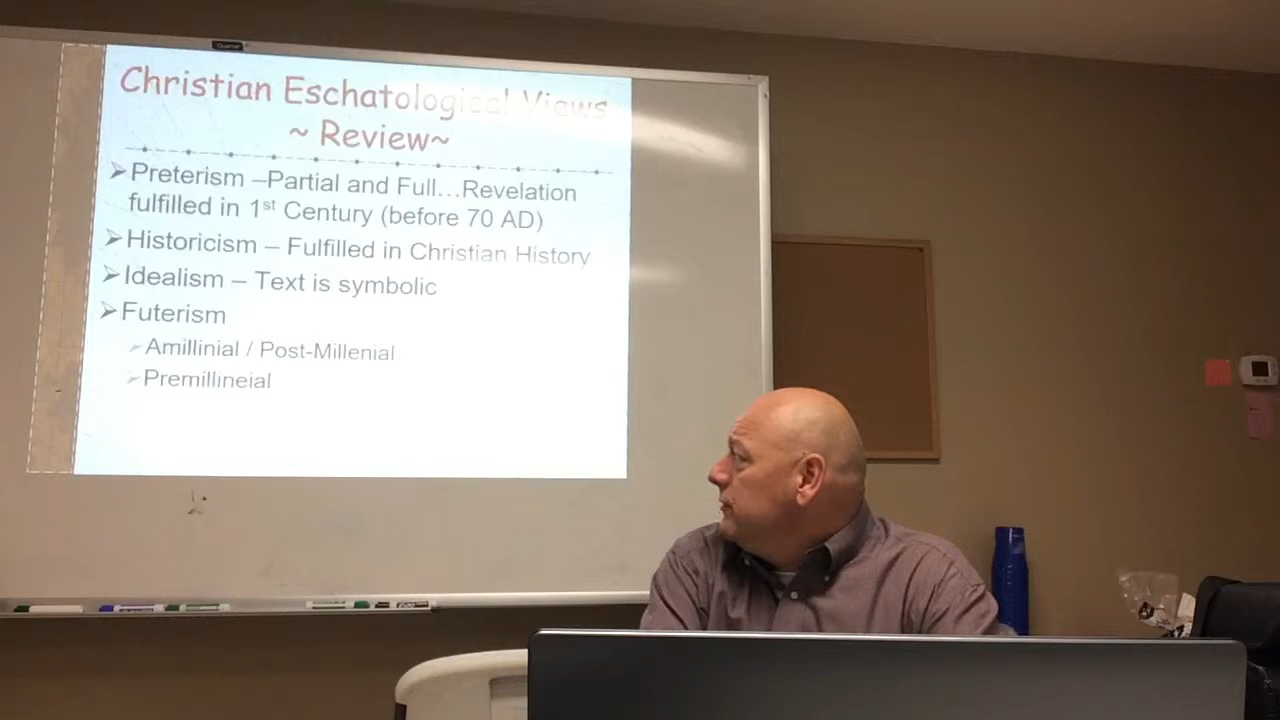 Christian Eschatological Views
~ Review~
Preterism –Partial and Full...Revelation
fulfilled in 1st Century (before 70 AD)
Historicism – Fulfilled in Christian History
Idealism – Text is symbolic
Futerism
Amillinial / Post-Millenial
Premillineial